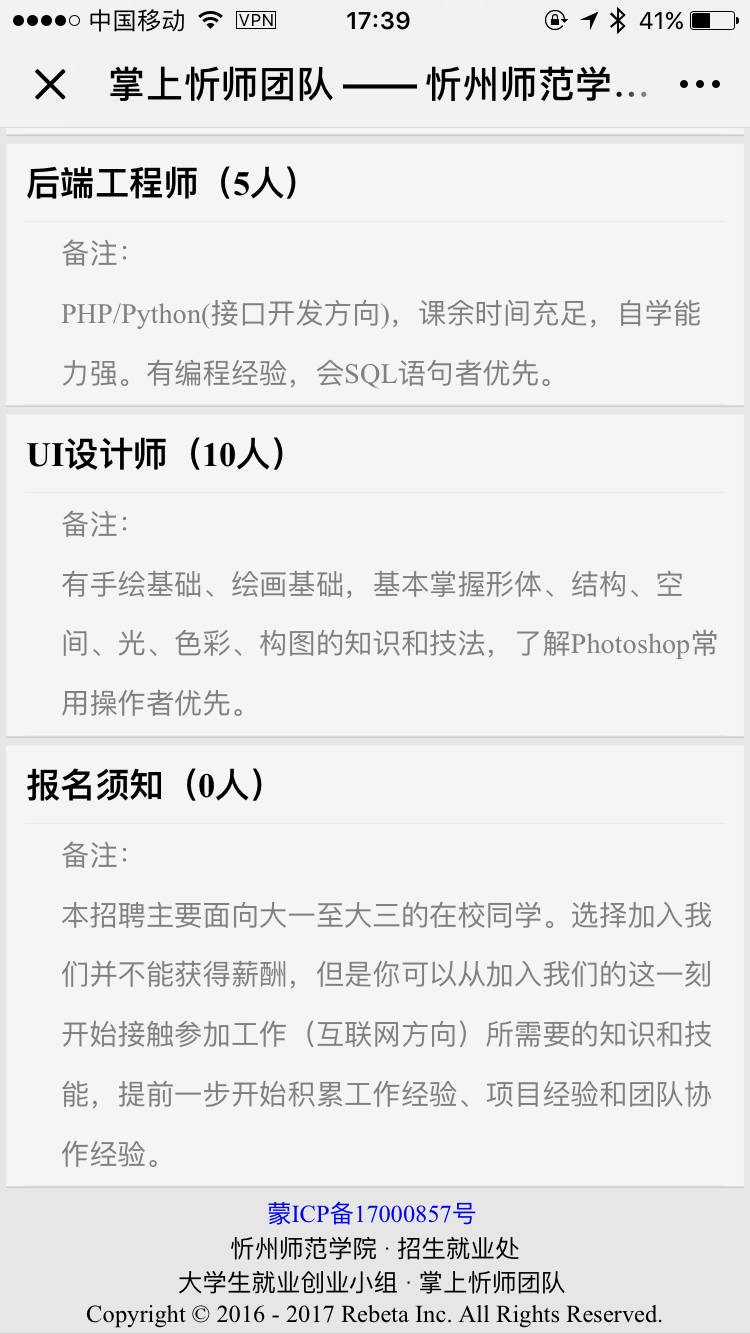 中国移动 VPN 17:39 41%
掌上忻师团队 —— 忻州师范学...
后端工程师（5人）
备注：
PHP/Python(接口开发方向)，课余时间充足，自学能
力强。有编程经验，会SQL语句者优先。
UI设计师（10人）
备注：
有手绘基础、绘画基础，基本掌握形体、结构、空
间、光、色彩、构图的知识和技法，了解Photoshop常
用操作者优先。
报名须知（0人）
备注：
本招聘主要面向大一至大三的在校同学。选择加入我
们并不能获得薪酬，但是你可以从加入我们的这一刻
开始接触参加工作（互联网方向）所需要的知识和技
能，提前一步开始积累工作经验、项目经验和团队协
作经验。
蒙ICP备17000857号
忻州师范学院 · 招生就业处
大学生就业创业小组 · 掌上忻师团队
Copyright © 2016 - 2017 Rebeta Inc. All Rights Reserved.